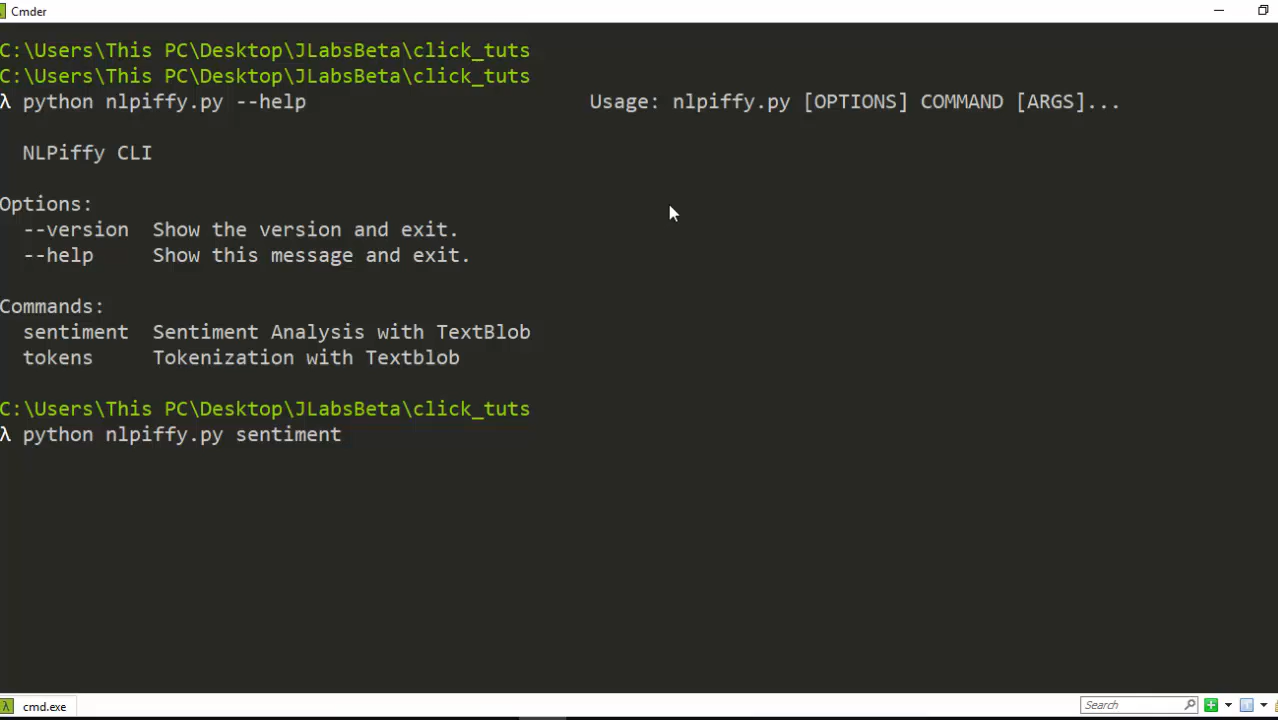 Cmder
C:\Users\This PC\Desktop\JLabsBeta\click_tuts
C:\Users\This PC\Desktop\JLabsBeta\click_tuts
λ python nlpiffy.py --help Usage: nlpiffy.py [OPTIONS] COMMAND [ARGS]...
NLPiffy CLI
Options:
--version Show the version and exit.
--help Show this message and exit.
Commands:
sentiment Sentiment Analysis with TextBlob
tokens Tokenization with Textblob
C:\Users\This PC\Desktop\JLabsBeta\click_tuts
λ python nlpiffy.py sentiment
λ cmd.exe Search